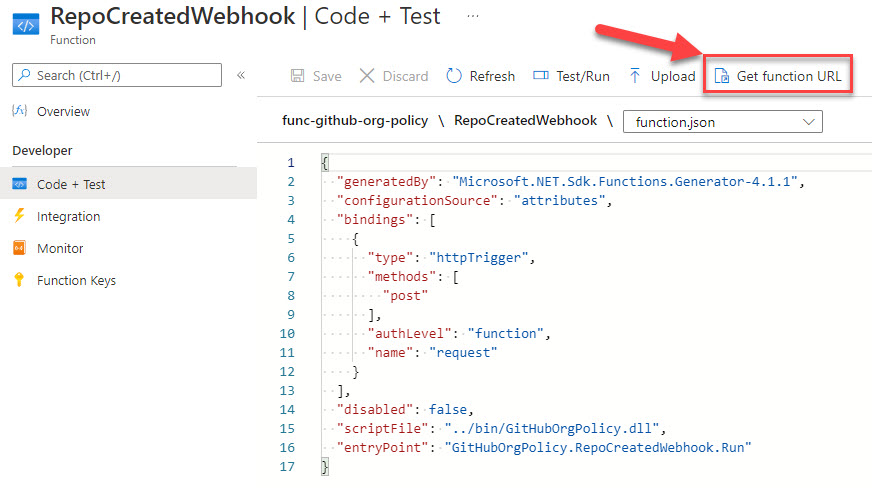 RepoCreatedWebhook | Code + Test ...
Function
Search (Ctrl+/)
«
Save Discard Refresh Test/Run Upload Get function URL
Overview
Developer
Code + Test
Integration
Monitor
Function Keys
func-github-org-policy \ RepoCreatedWebhook \ function.json
1 {
2 "generatedBy": "Microsoft.NET.Sdk.Functions.Generator-4.1.1",
3 "configurationSource": "attributes",
4 "bindings": [
5 {
6 "type": "httpTrigger",
7 "methods": [
8 "post"
9 ],
10 "authLevel": "function",
11 "name": "request"
12 }
13 ],
14 "disabled": false,
15 "scriptFile": "../bin/GitHubOrgPolicy.dll",
16 "entryPoint": "GitHubOrgPolicy.RepoCreatedWebhook.Run"
17 }